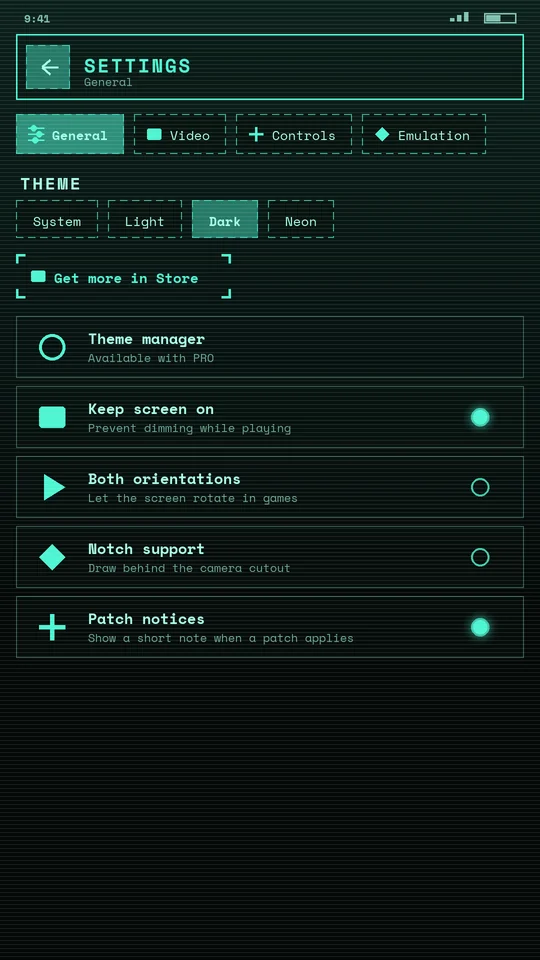 9:41
SETTINGS
General
General
Video
Controls
Emulation
THEME
System
Light
Dark
Neon
Get more in Store
Theme manager
Available with PRO
Keep screen on
Prevent dimming while playing
Both orientations
Let the screen rotate in games
Notch support
Draw behind the camera cutout
Patch notices
Show a short note when a patch applies